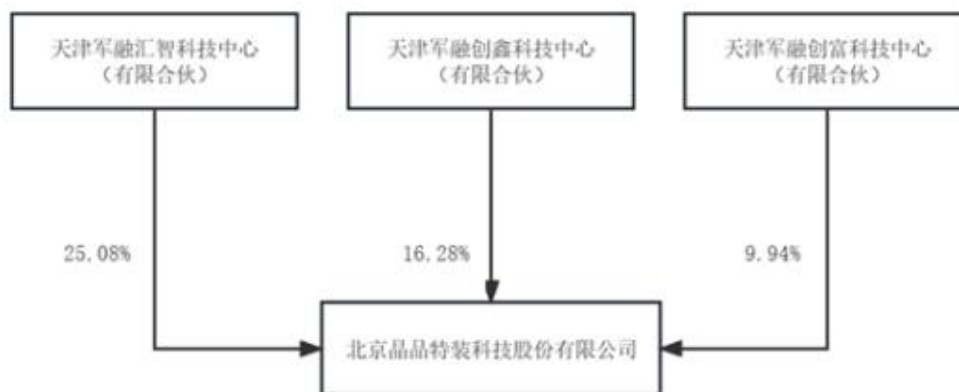 天津军融汇智科技中心
(有限合伙)
天津军融创鑫科技中心
(有限合伙)
天津军融创富科技中心
(有限合伙)
25.08%
16.28%
9.94%
北京晶品特装科技股份有限公司